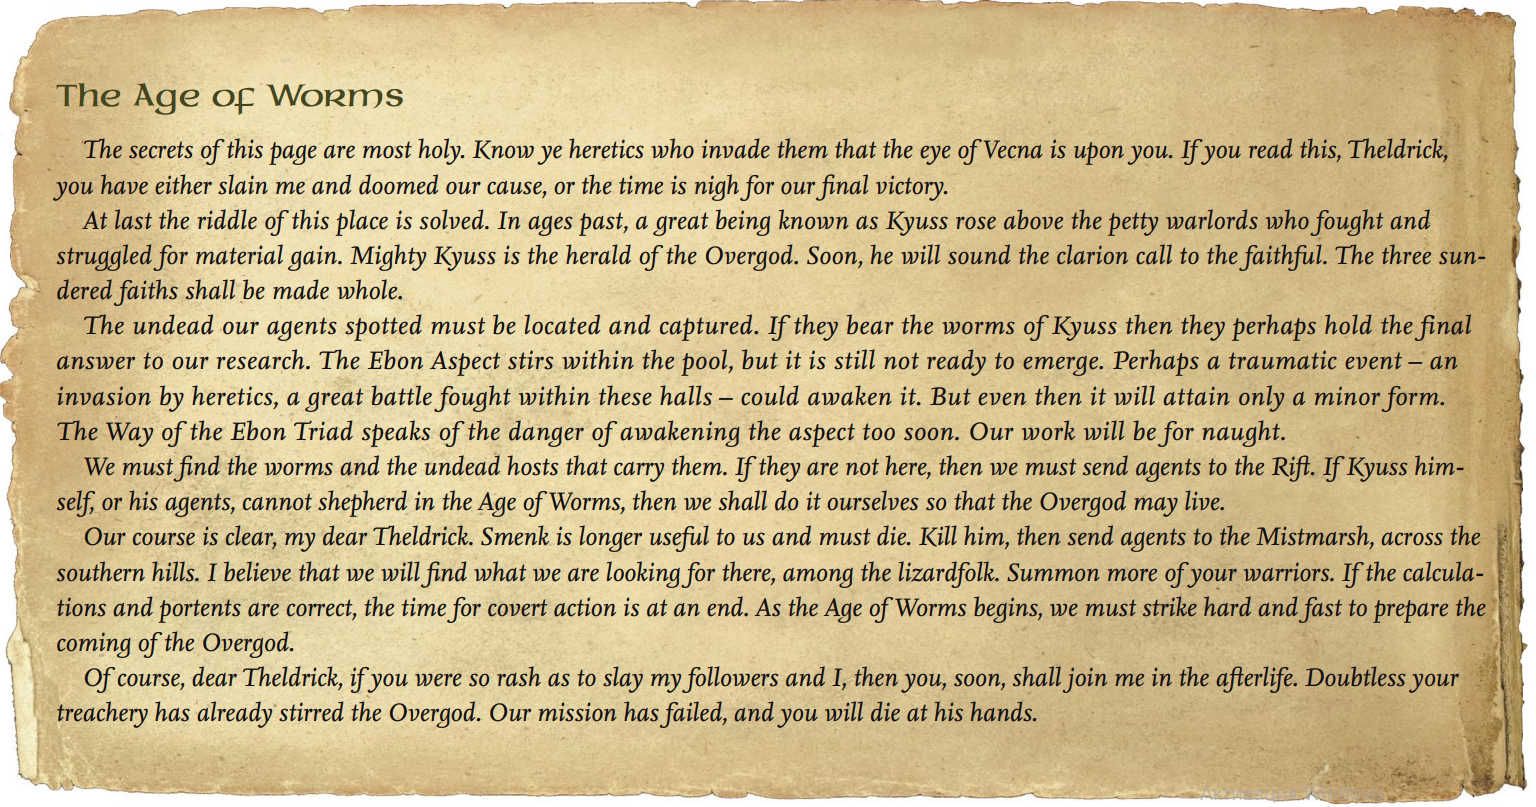 The Age of Worms
The secrets of this page are most holy. Know ye heretics who invade them that the eye of Vecna is upon you. If you read this, Theldrick,
you have either slain me and doomed our cause, or the time is nigh for our final victory.
At last the riddle of this place is solved. In ages past, a great being known as Kyuss rose above the petty warlords who fought and
struggled for material gain. Mighty Kyuss is the herald of the Overgod. Soon, he will sound the clarion call to the faithful. The three sun-
dered faiths shall be made whole.
The undead our agents spotted must be located and captured. If they bear the worms of Kyuss then they perhaps hold the final
answer to our research. The Ebon Aspect stirs within the pool, but it is still not ready to emerge. Perhaps a traumatic event – an
invasion by heretics, a great battle fought within these halls – could awaken it. But even then it will attain only a minor form.
The Way of the Ebon Triad speaks of the danger of awakening the aspect too soon. Our work will be for naught.
We must find the worms and the undead hosts that carry them. If they are not here, then we must send agents to the Rift. If Kyuss him-
self, or his agents, cannot shepherd in the Age of Worms, then we shall do it ourselves so that the Overgod may live.
Our course is clear, my dear Theldrick. Smenk is longer useful to us and must die. Kill him, then send agents to the Mistmarsh, across the
southern hills. I believe that we will find what we are looking for there, among the lizardfolk. Summon more of your warriors. If the calcula-
tions and portents are correct, the time for covert action is at an end. As the Age of Worms begins, we must strike hard and fast to prepare the
coming of the Overgod.
Of course, dear Theldrick, if you were so rash as to slay my followers and I, then you, soon, shall join me in the afterlife. Doubtless your
treachery has already stirred the Overgod. Our mission has failed, and you will die at his hands.